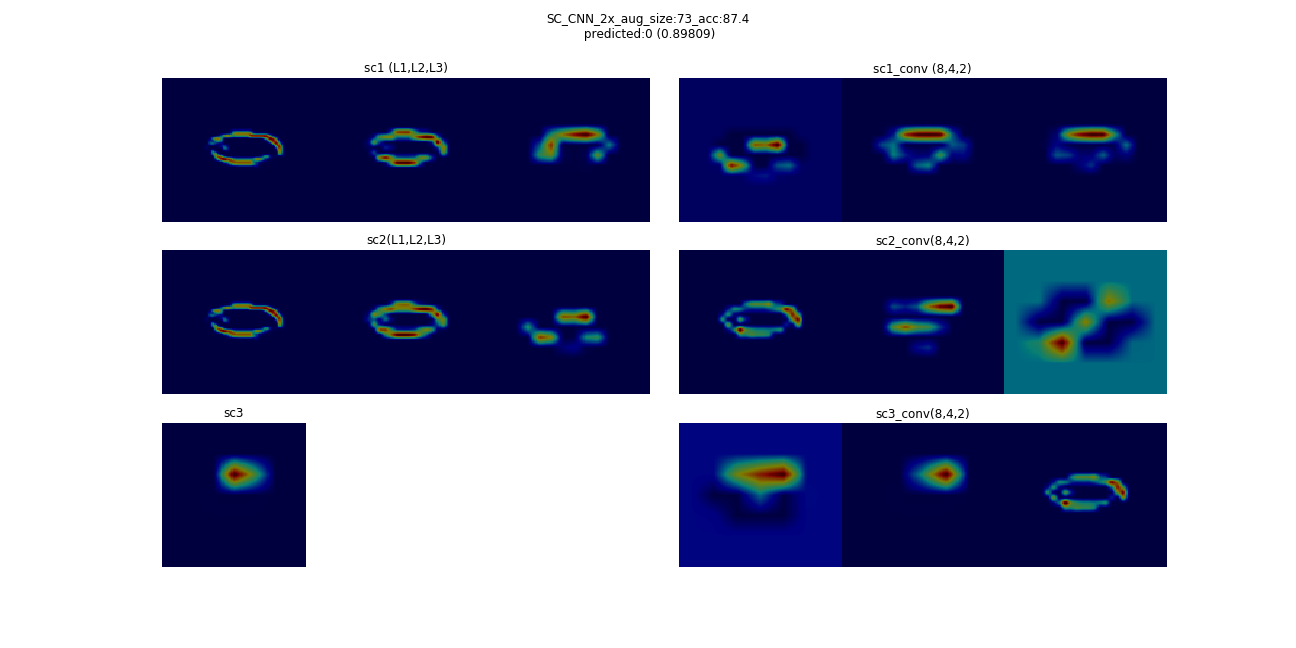 SC_CNN_2x_aug_size:73_acc:87.4
predicted:0 (0.89809)
sc1 (L1,L2,L3)
sc1_conv (8,4,2)
sc2(L1,L2,L3)
sc2_conv(8,4,2)
sc3
sc3_conv(8,4,2)